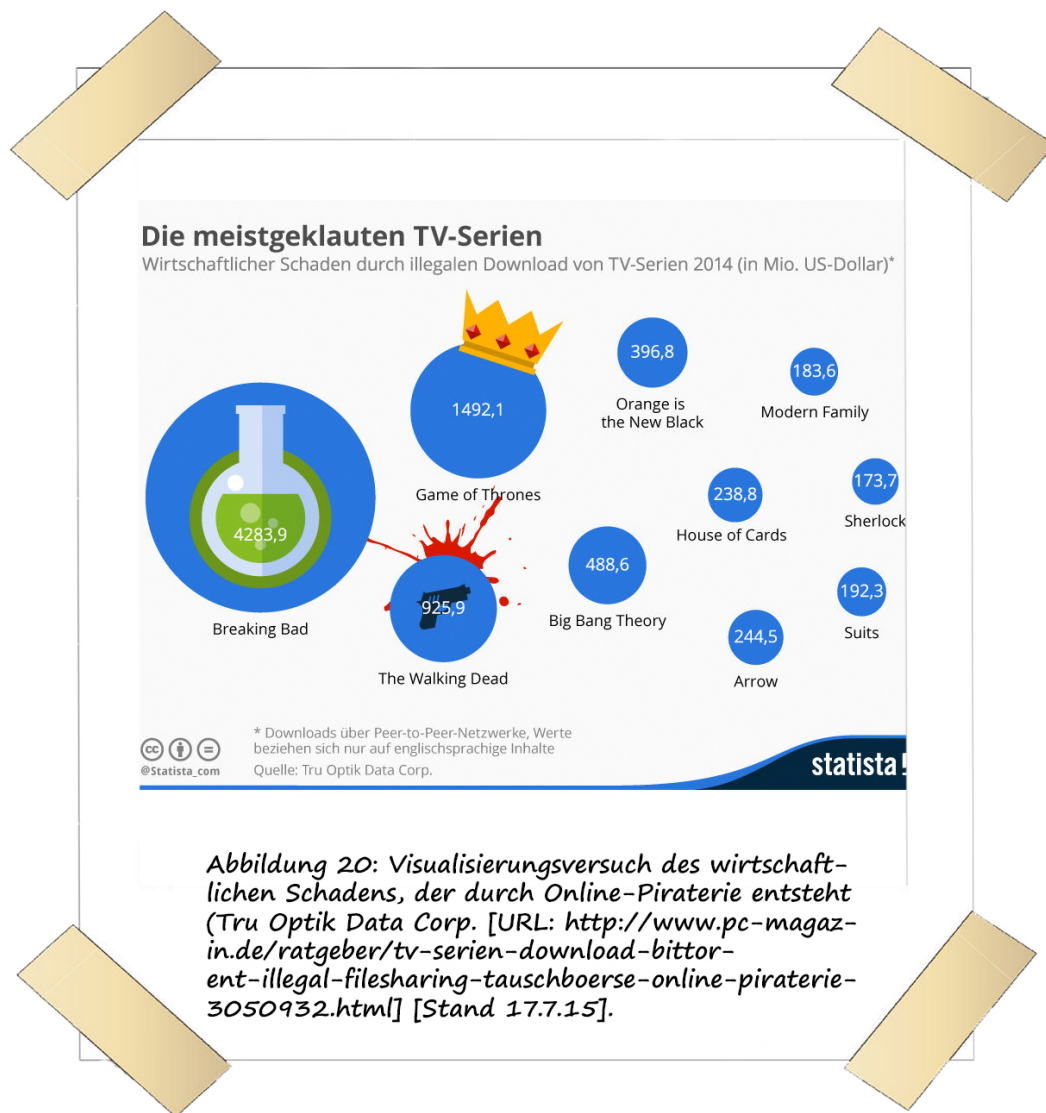 Die meistgeklauten TV-Serien
Wirtschaftlicher Schaden durch illegalen Download von TV-Serien 2014 (in Mio. US-Dollar)*
4283,9
Breaking Bad
1492,1
Game of Thrones
925,9
The Walking Dead
396,8
Orange is
the New Black
488,6
Big Bang Theory
183,6
Modern Family
238,8
House of Cards
173,7
Sherlock
244,5
Arrow
192,3
Suits
* Downloads über Peer-to-Peer-Netzwerke, Werte
beziehen sich nur auf englischsprachige Inhalte
Quelle: Tru Optik Data Corp.
cc
@Statista_com
statista
Abbildung 20: Visualisierungsversuch des wirtschaft-
lichen Schadens, der durch Online-Piraterie entsteht
(Tru Optik Data Corp. [URL: http://www.pc-magaz-
in.de/ratgeber/tv-serien-download-bittor-
ent-illegal-filesharing-tauschboerse-online-piraterie-
3050932.html] [Stand 17.7.15].